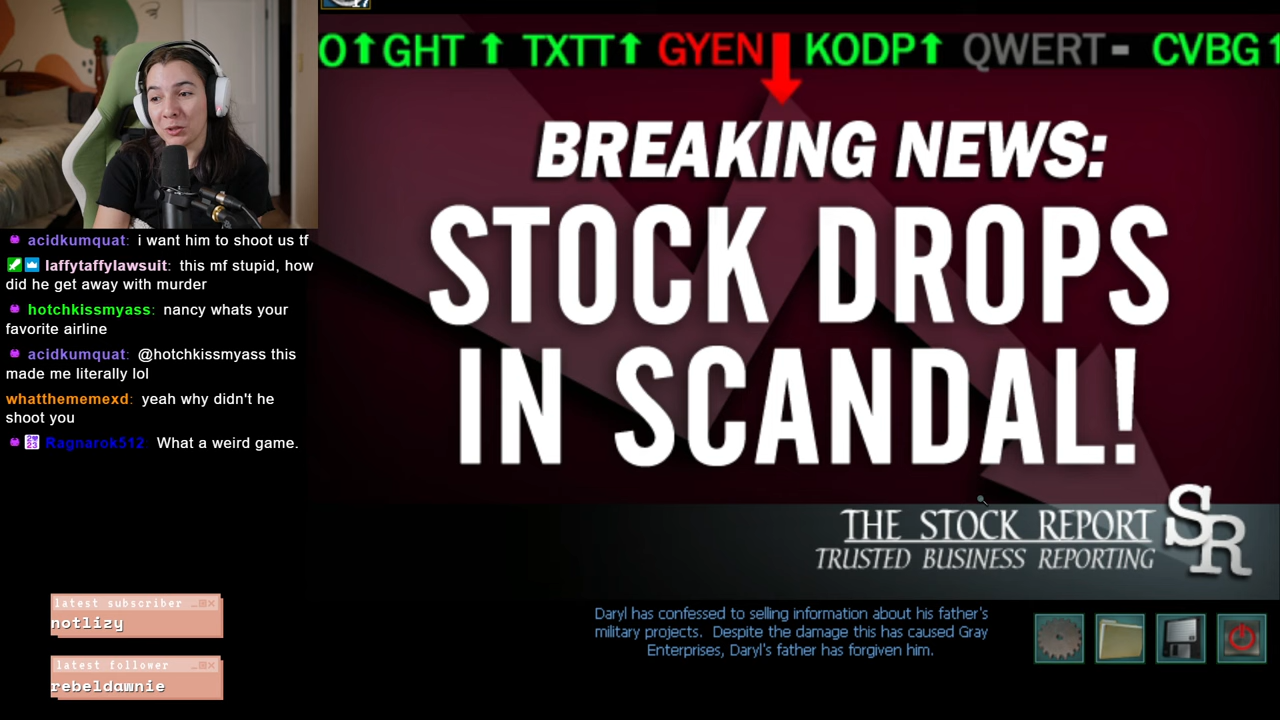 O GHT TXTT GYEN KODP QWERT - CVBG
BREAKING NEWS:
STOCK DROPS
IN SCANDAL!
SR
THE STOCK REPORT
TRUSTED BUSINESS REPORTING
acidkumquat: i want him to shoot us tf
laffytaffylawsuit: this mf stupid, how
did he get away with murder
hotchkissmyass: nancy whats your
favorite airline
acidkumquat: @hotchkissmyass this
made me literally lol
whatthememexd: yeah why didn't he
shoot you
Ragnarok512: What a weird game.
latest subscriber
notlizy
latest follower
rebeldawnie
Daryl has confessed to selling information about his father's
military projects. Despite the damage this has caused Gray
Enterprises, Daryl's father has forgiven him.